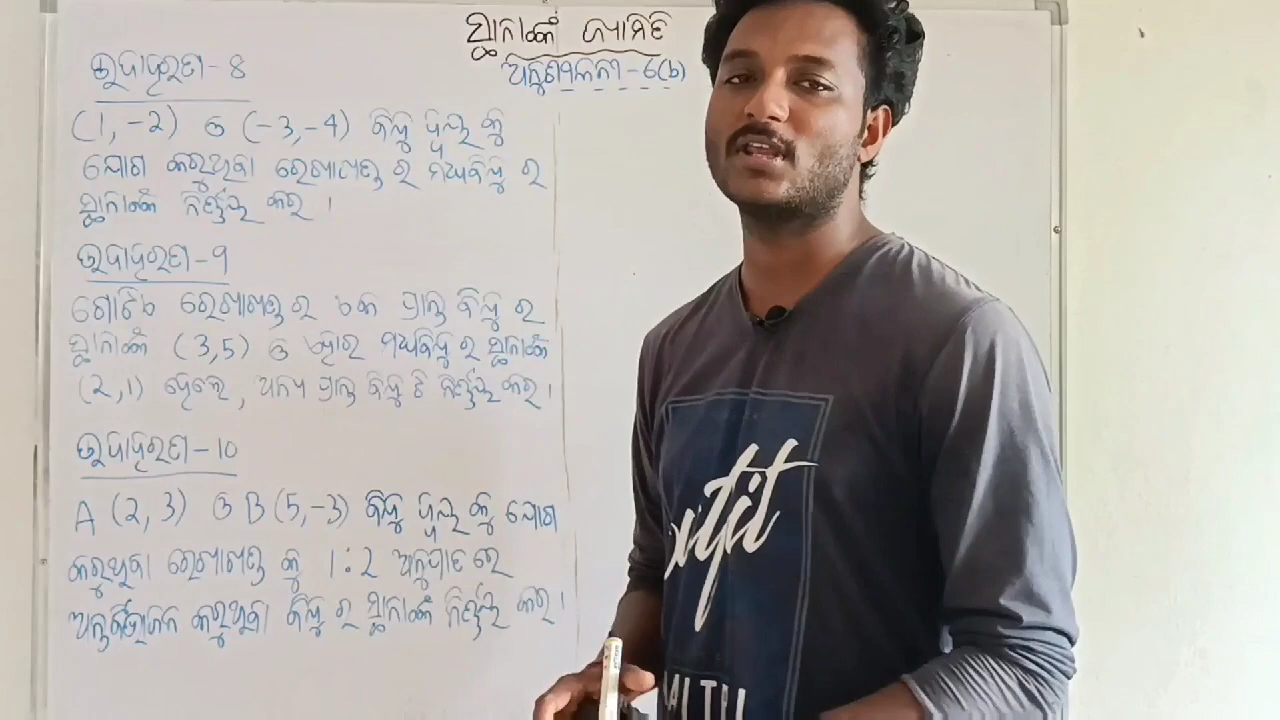 ସ୍ଥାନାଙ୍କ ଜ୍ୟାମିତି
ଅନୁଶୀଳନୀ - 6(b)
ଉଦାହରଣ - 8
(1, -2) ଓ (-3, -4) ବିନ୍ଦୁ ଦ୍ୱୟ କୁ
ଯୋଗ କରୁଥିବା ରେଖାଖଣ୍ଡ ର ମଧ୍ୟବିନ୍ଦୁ ର
ସ୍ଥାନାଙ୍କ ନିର୍ଣ୍ଣୟ କର ।
ଉଦାହରଣ - 9
ଗୋଟିଏ ରେଖାଖଣ୍ଡ ର ଏକ ପ୍ରାନ୍ତ ବିନ୍ଦୁ ର
ସ୍ଥାନାଙ୍କ (3,5) ଓ ଏହାର ମଧ୍ୟବିନ୍ଦୁ ର ସ୍ଥାନାଙ୍କ
(2,1) ହେଲେ, ଅନ୍ୟ ପ୍ରାନ୍ତ ବିନ୍ଦୁ ଟି ନିର୍ଣ୍ଣୟ କର ।
ଉଦାହରଣ - 10
A (2, 3) ଓ B (5, -3) ବିନ୍ଦୁ ଦ୍ୱୟ କୁ ଯୋଗ
କରୁଥିବା ରେଖାଖଣ୍ଡ କୁ 1:2 ଅନୁପାତ ରେ
ଅନ୍ତର୍ବିଭାଜନ କରୁଥିବା ବିନ୍ଦୁ ର ସ୍ଥାନାଙ୍କ ନିର୍ଣ୍ଣୟ କର ।